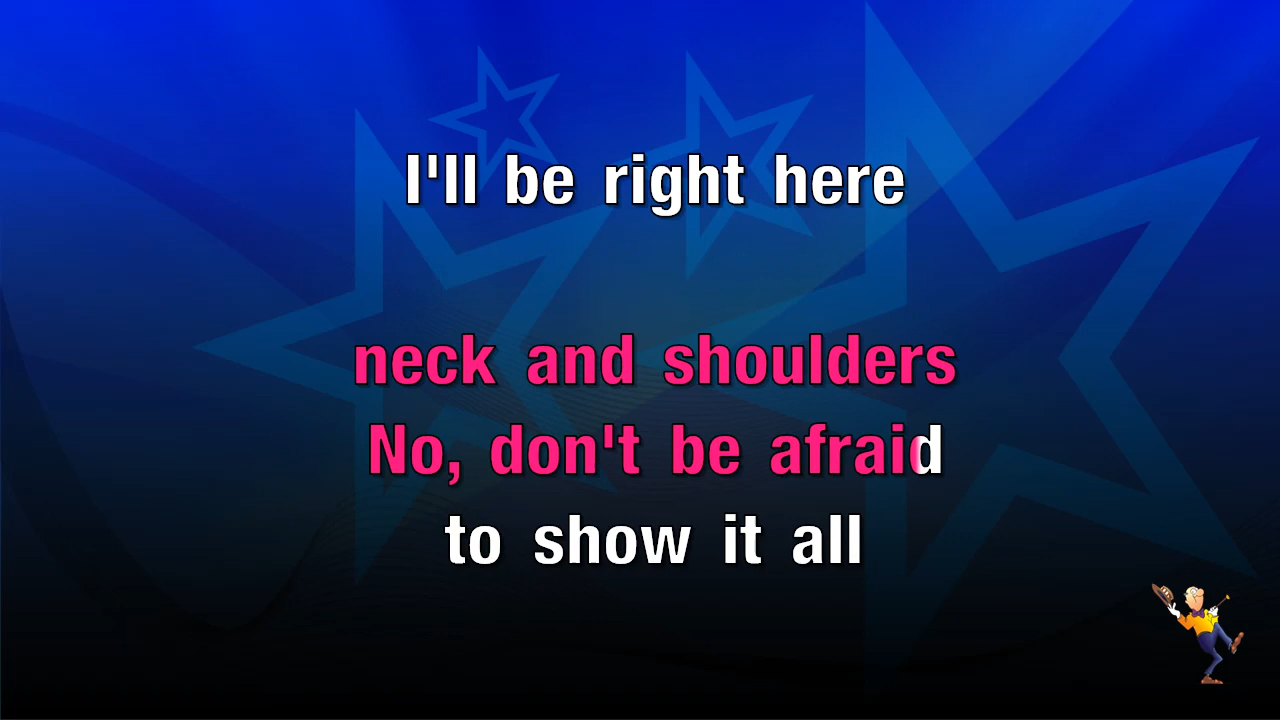 I'll be right here
neck and shoulders
No, don't be afraid
to show it all